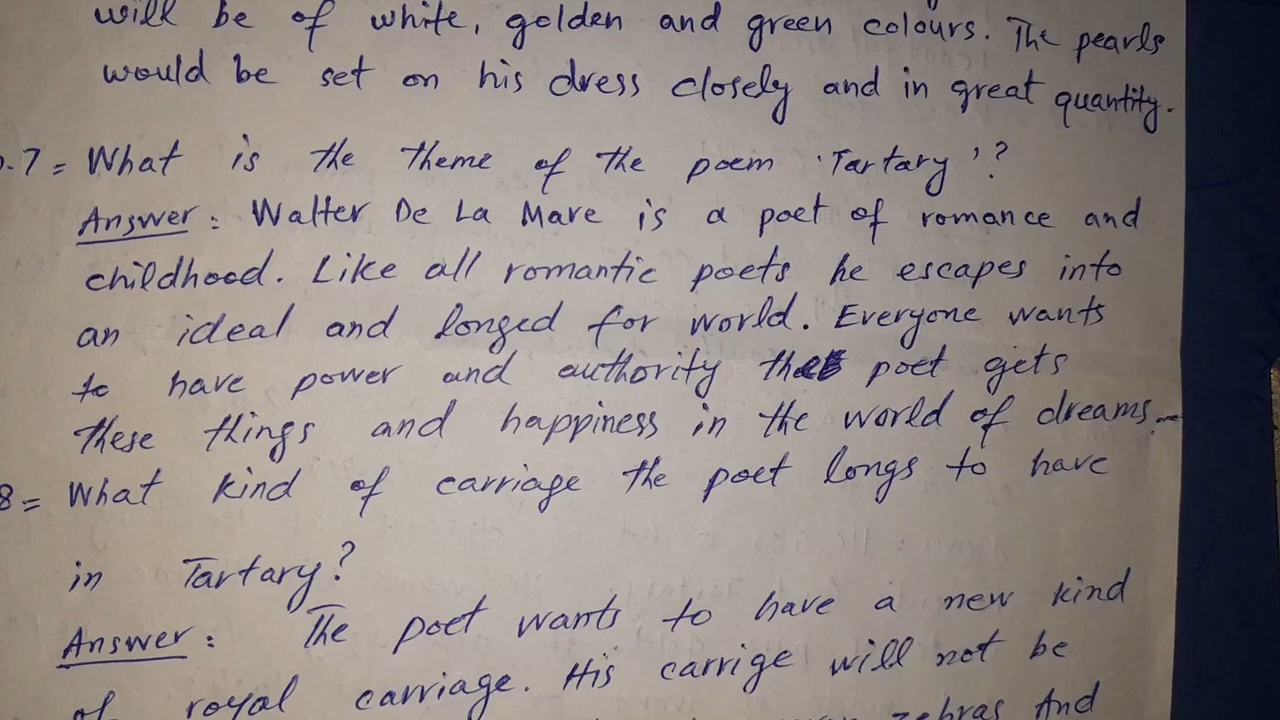 will be of white, golden and green colours. The pearls
would be set on his dress closely and in great quantity.
.7 = What is the theme of the poem 'Tartary'?
Answer: Walter De La Mare is a poet of romance and
childhood. Like all romantic poets he escapes into
an ideal and longed for world. Everyone wants
to have power and authority the poet gets
these things and happiness in the world of dreams.
8 = What kind of carriage the poet longs to have
in Tartary?
Answer: The poet wants to have a new kind
of royal carriage. His carrige will not be
zebras And